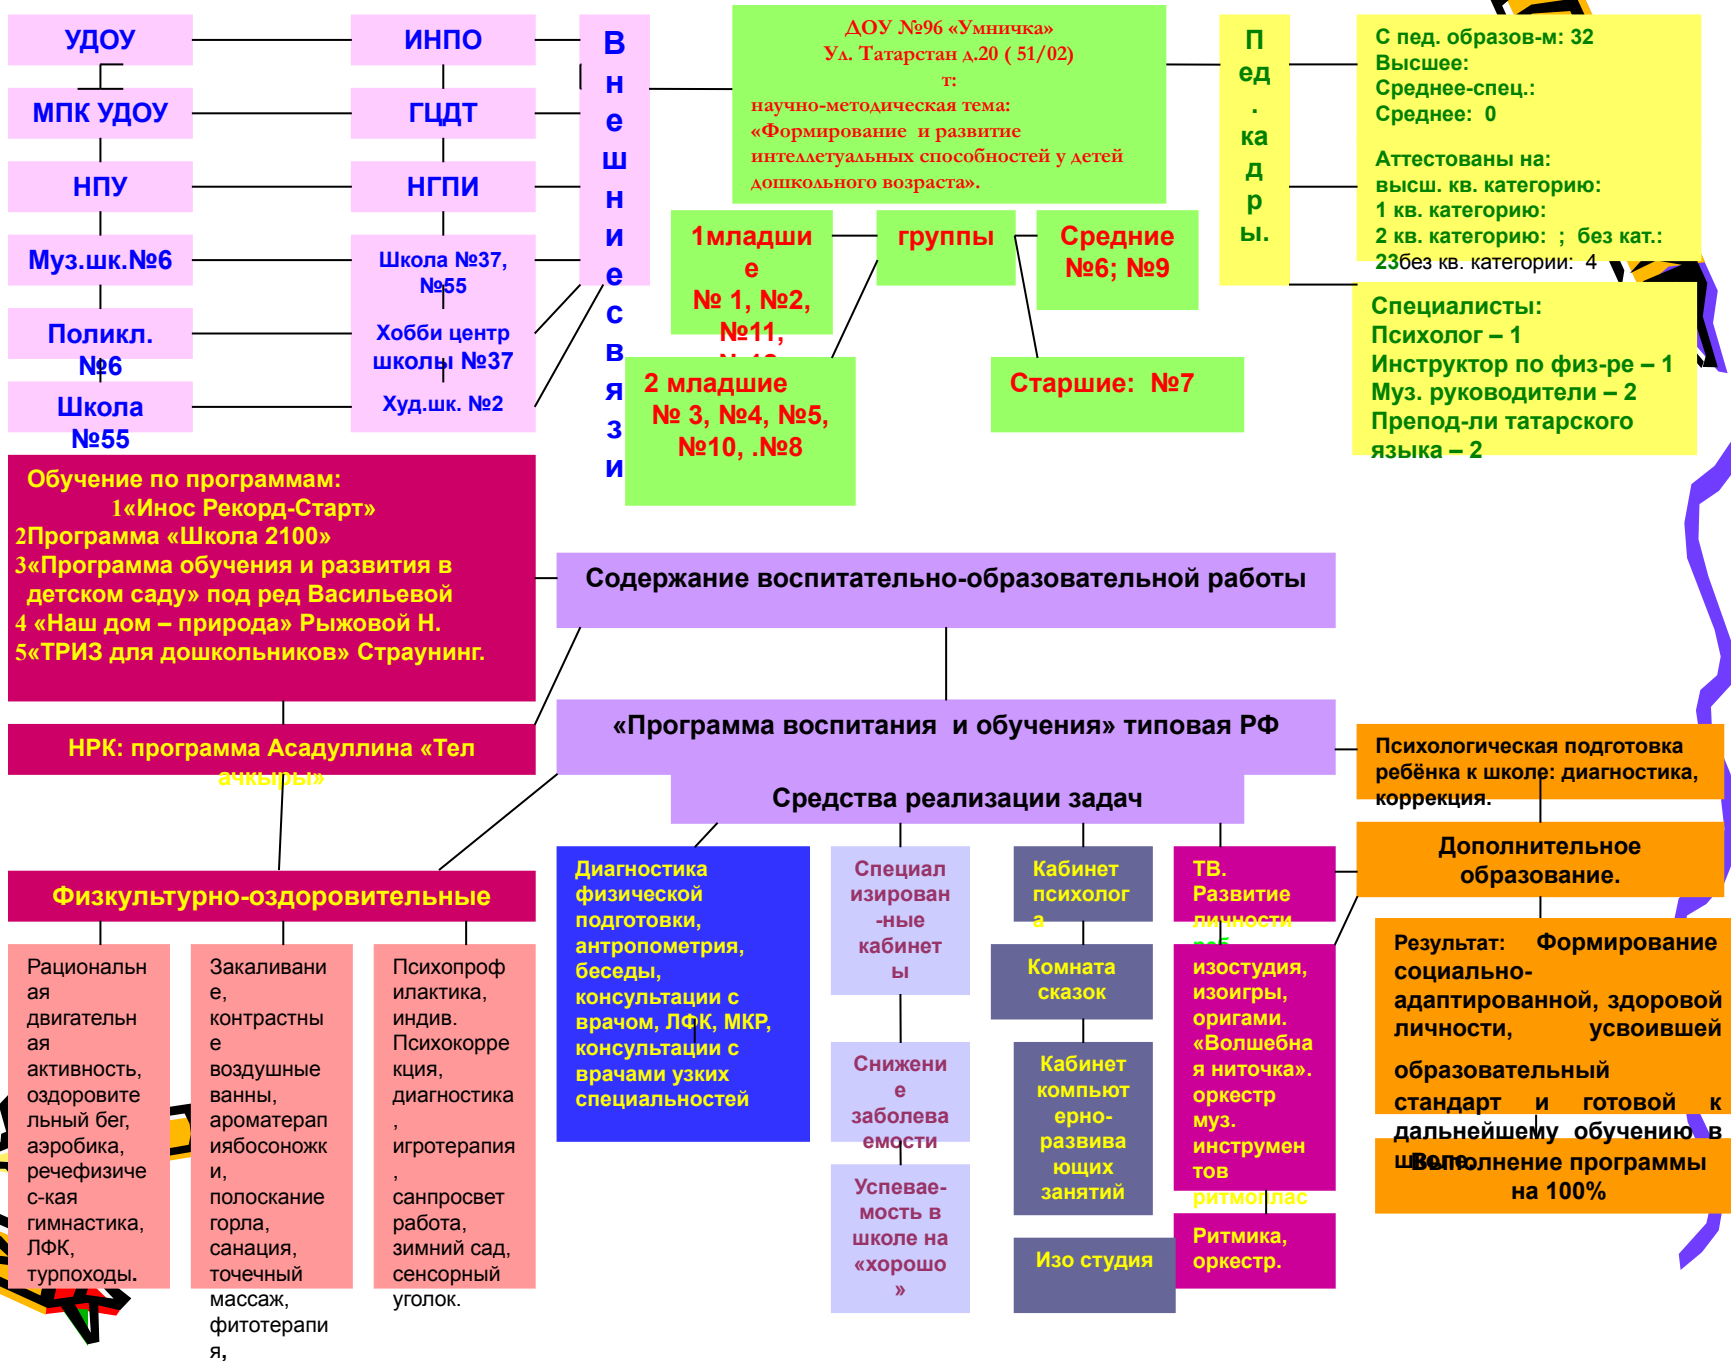 УДОУ
ИНПО
МПК УДОУ
ГЦДТ
НПУ
НГПИ
Муз.шк.№6
Школа №37,
№55
Поликл.
№6
Хобби центр
школы №37
Школа
№55
Худ.шк. №2
В
н
е
ш
н
и
е
с
в
я
з
и
ДОУ №96 «Умничка»
Ул. Татарстан д.20 ( 51/02)
т:
научно-методическая тема:
«Формирование  и развитие
интеллетуальных способностей у детей
дошкольного возраста».
1младши
е
№ 1, №2,
№11,
группы
Средние
№6; №9
2 младшие
№ 3, №4, №5,
№10, .№8
Старшие:  №7
П
ед
.
ка
д
р
ы.
С пед. образов-м: 32
Высшее:
Среднее-спец.:
Среднее:  0
Аттестованы на:
высш. кв. категорию:
1 кв. категорию:
2 кв. категорию:  ;  без кат.:
23без кв. категории:  4
Специалисты:
Психолог – 1
Инструктор по физ-ре – 1
Муз. руководители – 2
Препод-ли татарского
языка – 2
Обучение по программам:
1«Инос Рекорд-Старт»
2Программа «Школа 2100»
3«Программа обучения и развития в
детском саду» под ред Васильевой
4 «Наш дом – природа» Рыжовой Н.
5«ТРИЗ для дошкольников» Страунинг.
НРК: программа Асадуллина «Тел
ачкыры»
Содержание воспитательно-образовательной работы
«Программа воспитания  и обучения» типовая РФ
Средства реализации задач
Физкультурно-оздоровительные
Рациональн
ая
двигательн
ая
активность,
оздоровите
льный бег,
аэробика,
речефизиче
с-кая
гимнастика,
ЛФК,
турпоходы.
Закаливани
е,
контрастны
е
воздушные
ванны,
ароматерап
иябосоножк
и,
полоскание
горла,
санация,
точечный
массаж,
фитотерапи
я,
Психопроф
илактика,
индив.
Психокорре
кция,
диагностика
,
игротерапия
,
санпросвет
работа,
зимний сад,
сенсорный
уголок.
Диагностика
физической
подготовки,
антропометрия,
беседы,
консультации с
врачом, ЛФК, МКР,
консультации с
врачами узких
специальностей
Специал
изирован
-ные
кабинет
ы
Снижени
е
заболева
емости
Успевае-
мость в
школе на
«хорошо
»
Кабинет
психолог
а
Комната
сказок
Кабинет
компьют
ерно-
развива
ющих
занятий
Изо студия
ТВ.
Развитие
личности
реб
изостудия,
изоигры,
оригами.
«Волшебна
я ниточка».
оркестр
муз.
инструмен
тов
ритмоплас
Ритмика,
оркестр.
Психологическая подготовка
ребёнка к школе: диагностика,
коррекция.
Дополнительное
образование.
Результат:  Формирование
социально-
адаптированной, здоровой
личности, усвоившей
образовательный
стандарт и готовой к
дальнейшему обучению в
школе.
Выполнение программы
на 100%